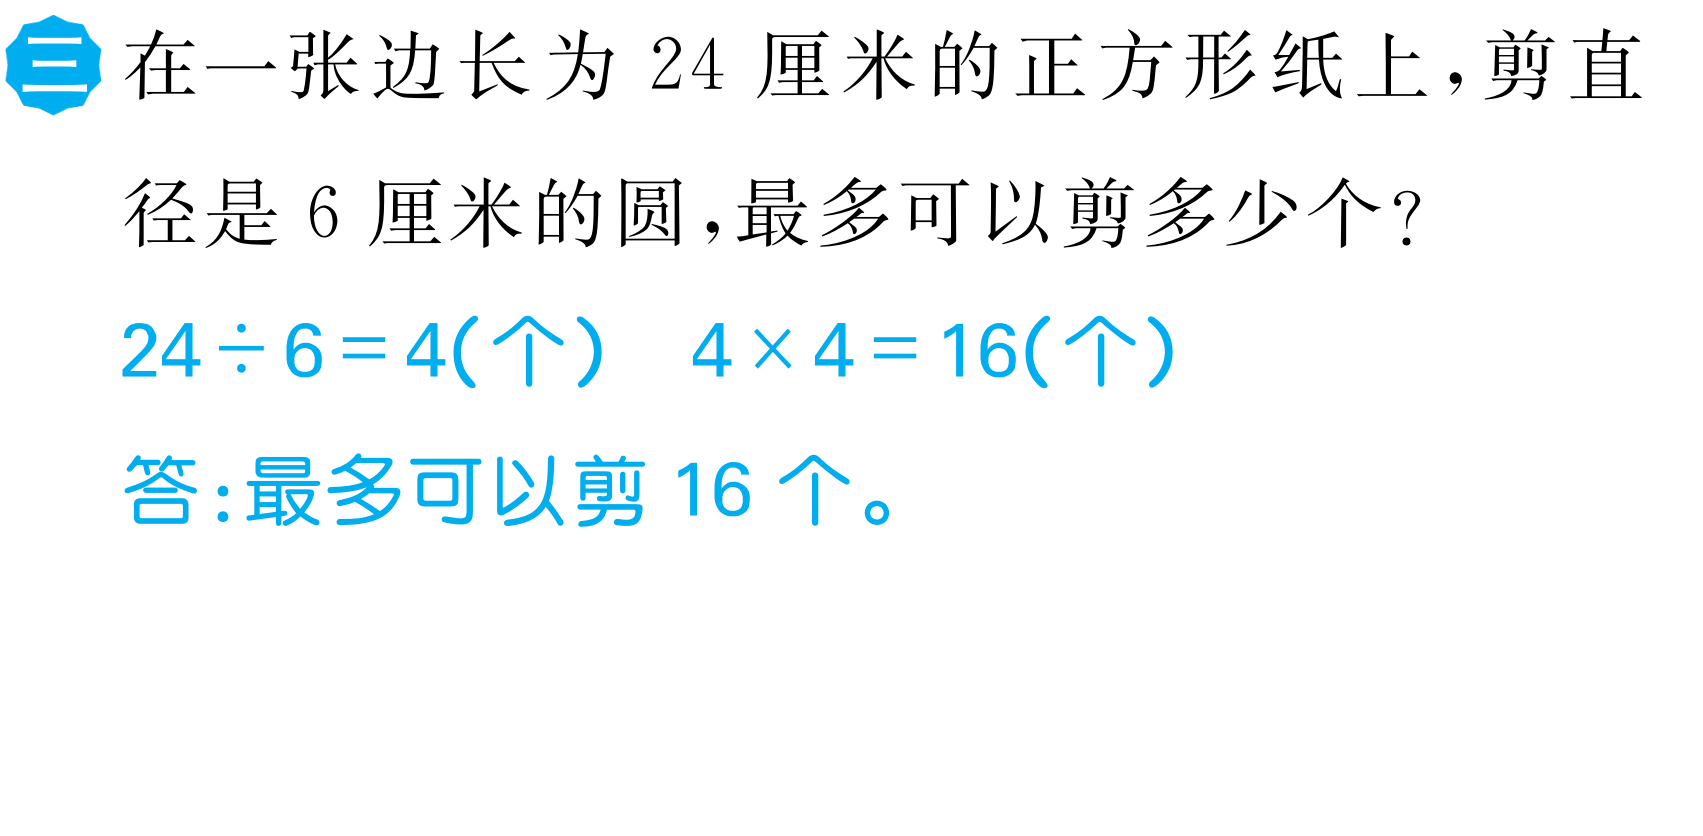 三 在一张边长为 24 厘米的正方形纸上,剪直
径是 6 厘米的圆,最多可以剪多少个?
24÷6=4(个) 4×4=16(个)
答:最多可以剪 16 个。